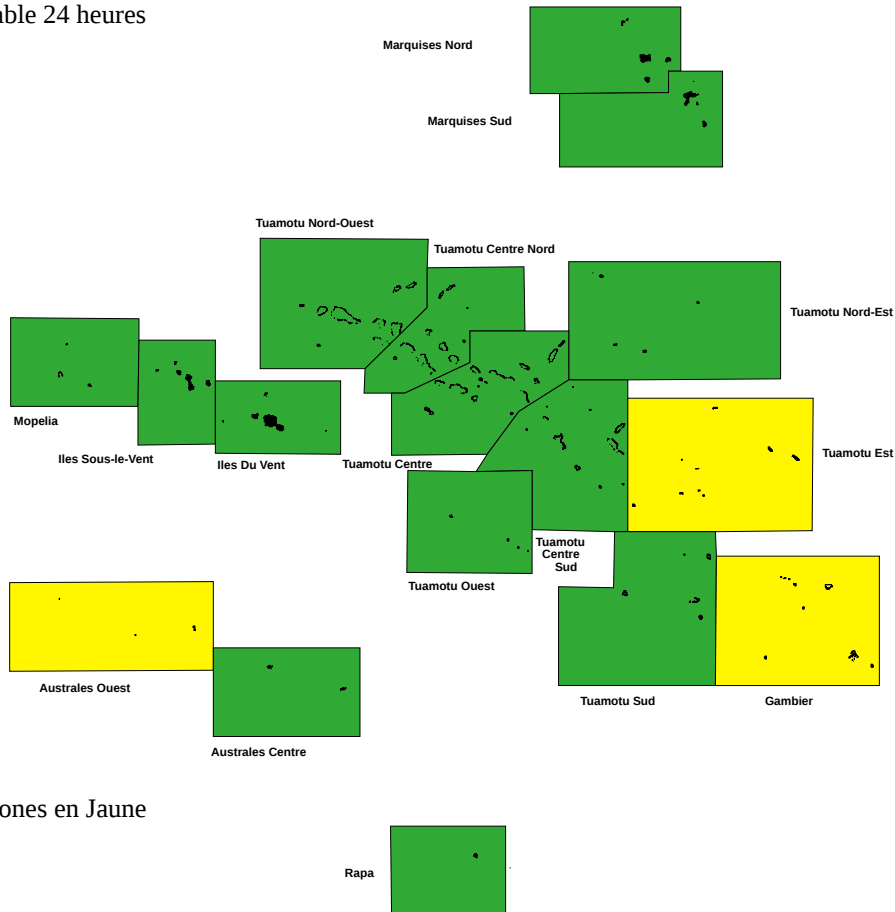 able 24 heures
Marquises Nord
Marquises Sud
Tuamotu Nord-Ouest
Tuamotu Centre Nord
Tuamotu Nord-Est
Mopelia
Iles Sous-le-Vent
Iles Du Vent
Tuamotu Centre
Tuamotu Est
Tuamotu
Centre
Sud
Tuamotu Ouest
Australes Ouest
Tuamotu Sud
Gambier
Australes Centre
ones en Jaune
Rapa